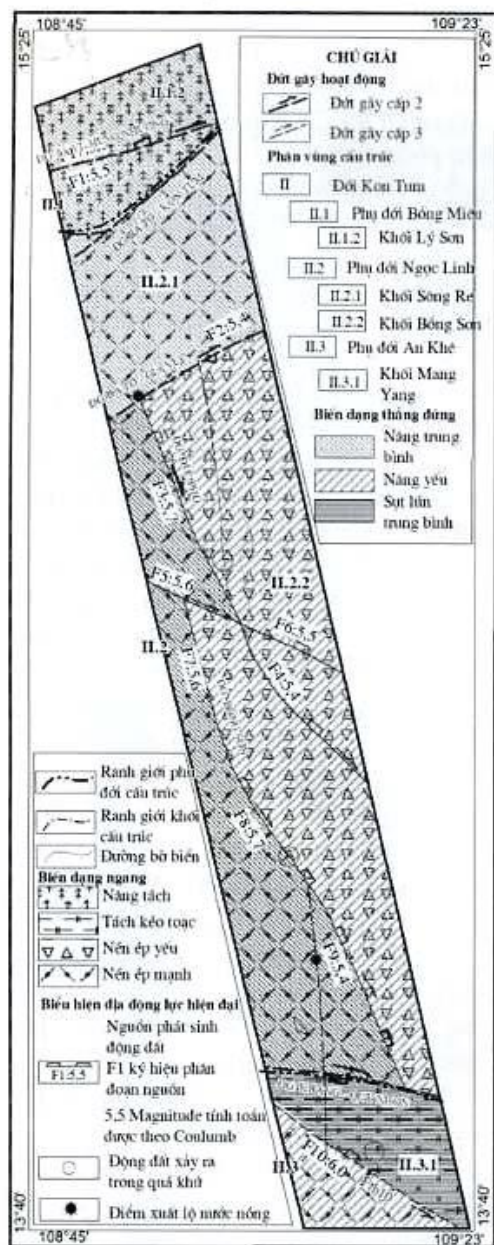 108°45'
109°23'
15°25'
15°25'
CHÚ GIẢI
Đứt gãy hoạt động
Đứt gãy cấp 2
Đứt gãy cấp 3
Phân vùng cấu trúc
II Đới Kon Tum
II.1 Phụ đới Bồng Miêu
II.1.2 Khối Lý Sơn
II.2 Phụ đới Ngọc Linh
II.2.1 Khối Sông Re
II.2.2 Khối Bồng Sơn
II.3 Phụ đới An Khê
II.3.1 Khối Mang
Yang
Biến dạng thẳng đứng
Nâng trung
bình
Nâng yếu
Sụt lún
trung bình
II.1.2
F1:5,5
II.1
II.2.1
F2:5,4
F3:5,7
II.2.2
F5:5,6
F6:5,5
II.2
F7:5,6
F4:5,4
F8:5,7
F9:5,4
II.3
F10:6,0
II.3.1
Ranh giới phụ
đới cấu trúc
Ranh giới khối
cấu trúc
Đường bờ biển
Biến dạng ngang
Nâng tách
Tách kéo toạc
Nén ép yếu
Nén ép mạnh
Biểu hiện địa động lực hiện đại
Nguồn phát sinh
động đất
F1:5,5 F1 ký hiệu phân
đoạn nguồn
5,5 Magnitude tính toán
được theo Coulumb
Động đất xảy ra
trong quá khứ
Điểm xuất lộ nước nóng
13°40'
13°40'
108°45'
109°23'